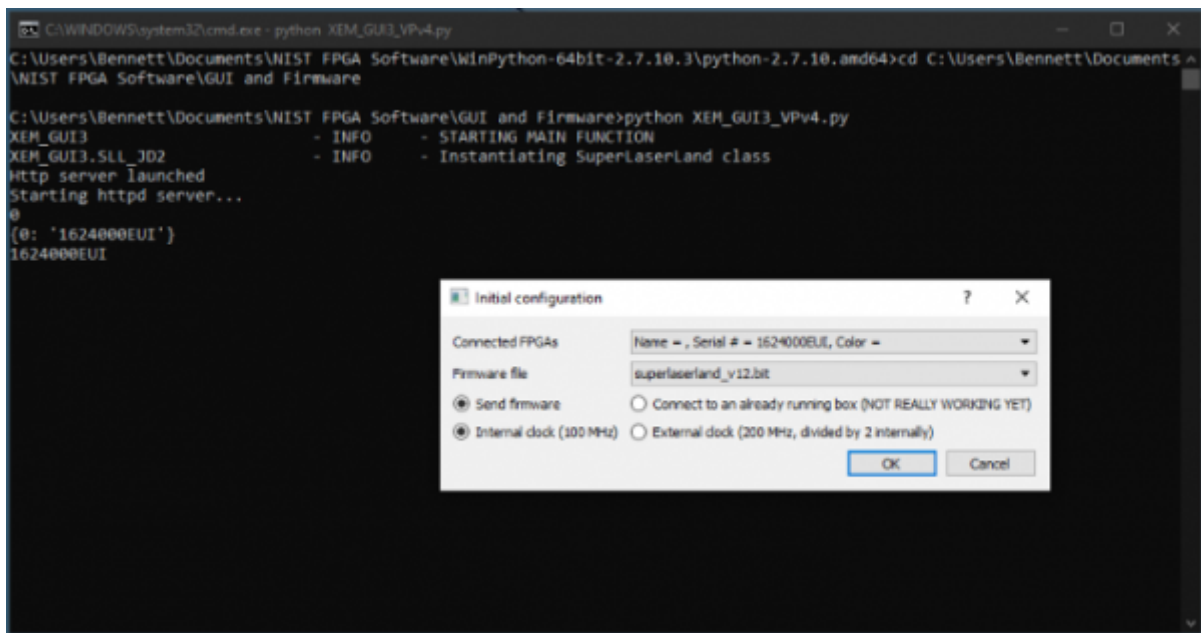 C:\WINDOWS\system32\cmd.exe - python XEM_GUI3_VPv4.py
C:\Users\Bennett\Documents\NIST FPGA Software\WinPython-64bit-2.7.10.3\python-2.7.10.amd64>cd C:\Users\Bennett\Documents
\NIST FPGA Software\GUI and Firmware
C:\Users\Bennett\Documents\NIST FPGA Software\GUI and Firmware>python XEM_GUI3_VPv4.py
XEM_GUI3 - INFO - STARTING MAIN FUNCTION
XEM_GUI3.SLL_JD2 - INFO - Instantiating SuperLaserLand class
Http server launched
Starting httpd server...
0
{0: '1624000EUI'}
1624000EUI
Initial configuration ?
Connected FPGAs Name = , Serial # = 1624000EUI, Color =
Firmware file superlaserland_v12.bit
Send firmware Connect to an already running box (NOT REALLY WORKING YET)
Internal clock (100 MHz) External clock (200 MHz, divided by 2 internally)
OK Cancel